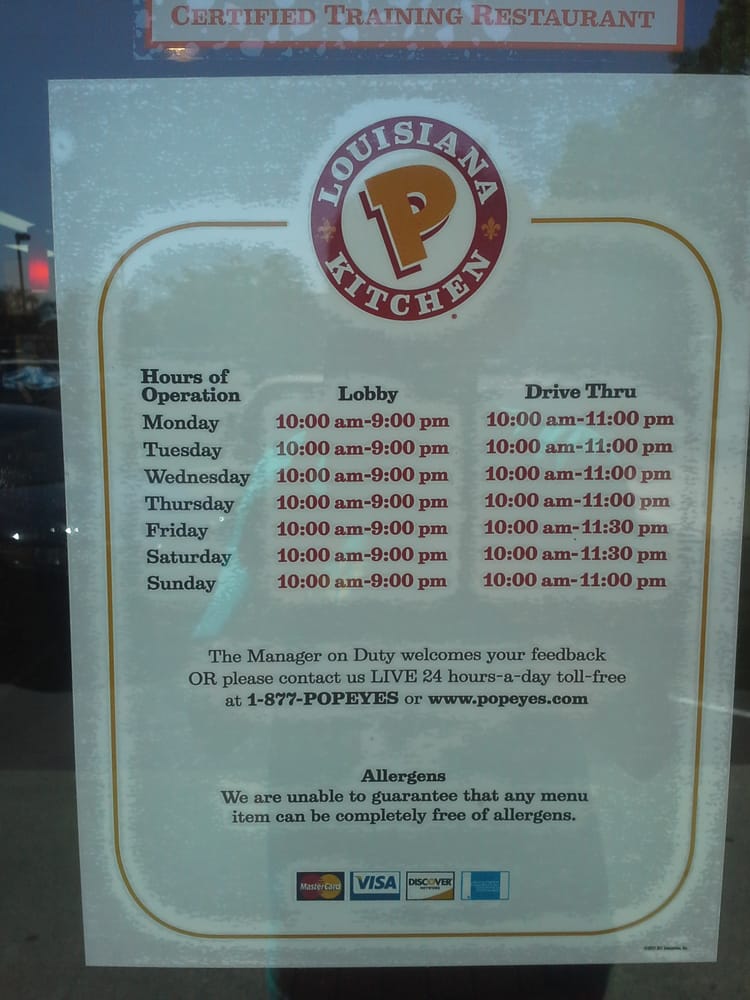 CERTIFIED TRAINING RESTAURANT
LOUISIANA
P
KITCHEN
Hours of
Operation Lobby Drive Thru
Monday 10:00 am-9:00 pm 10:00 am-11:00 pm
Tuesday 10:00 am-9:00 pm 10:00 am-11:00 pm
Wednesday 10:00 am-9:00 pm 10:00 am-11:00 pm
Thursday 10:00 am-9:00 pm 10:00 am-11:00 pm
Friday 10:00 am-9:00 pm 10:00 am-11:30 pm
Saturday 10:00 am-9:00 pm 10:00 am-11:30 pm
Sunday 10:00 am-9:00 pm 10:00 am-11:00 pm
The Manager on Duty welcomes your feedback
OR please contact us LIVE 24 hours-a-day toll-free
at 1-877-POPEYES or www.popeyes.com
Allergens
We are unable to guarantee that any menu
item can be completely free of allergens.
MasterCard VISA DISCOVER
NETWORK